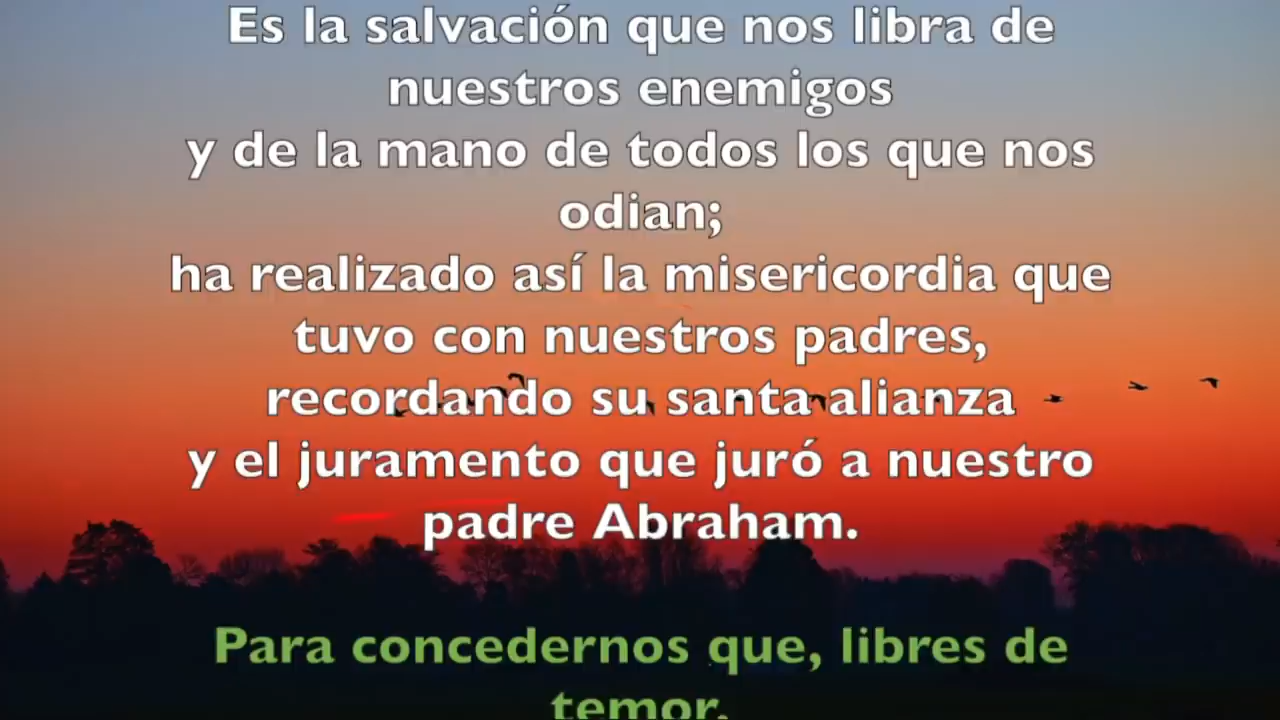 Es la salvación que nos libra de
nuestros enemigos
y de la mano de todos los que nos
odian;
ha realizado así la misericordia que
tuvo con nuestros padres,
recordando su santa alianza
y el juramento que juró a nuestro
padre Abraham.
Para concedernos que, libres de
temor,